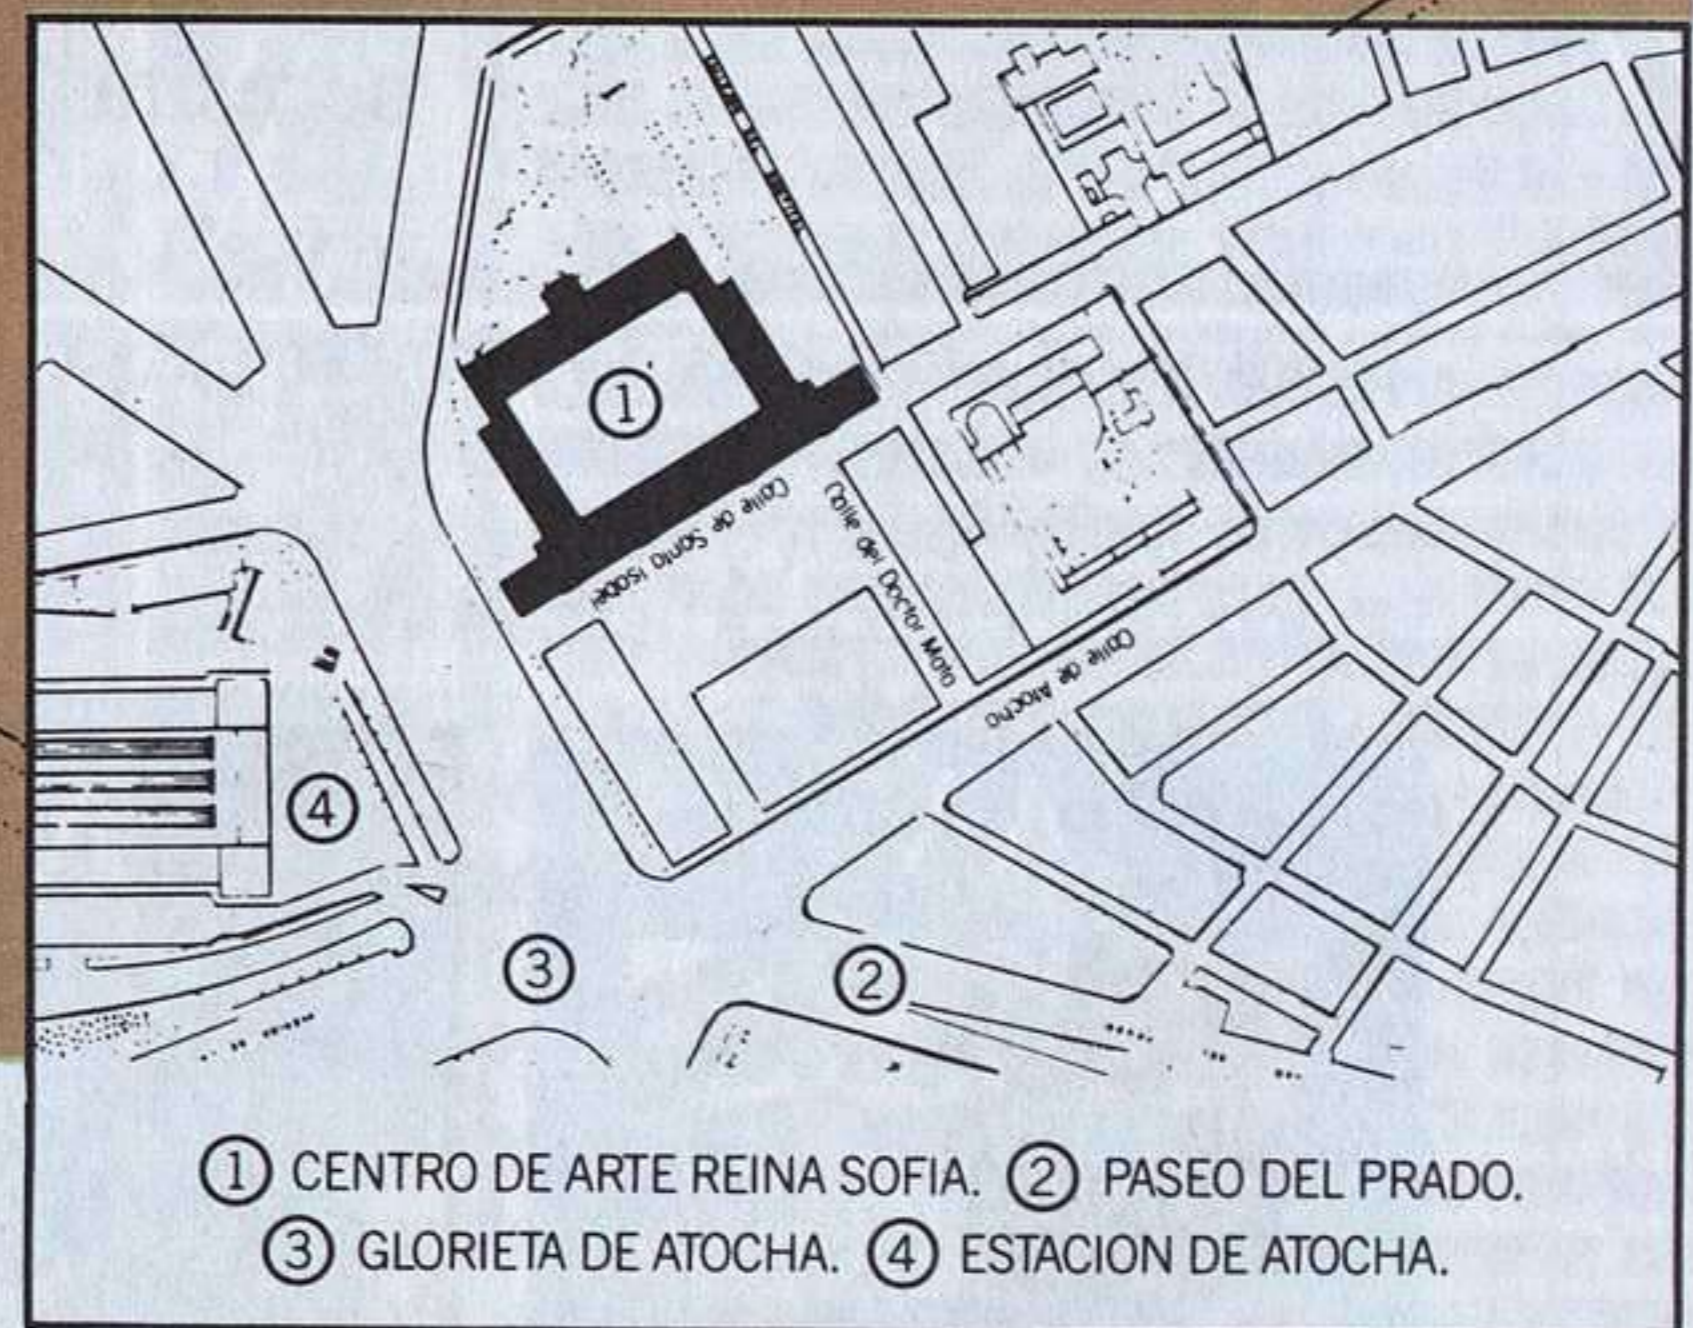 1
Calle de Santa Isabel
Calle del Doctor Mata
Calle de Atocha
4
3
2
1 CENTRO DE ARTE REINA SOFIA. 2 PASEO DEL PRADO.
3 GLORIETA DE ATOCHA. 4 ESTACION DE ATOCHA.